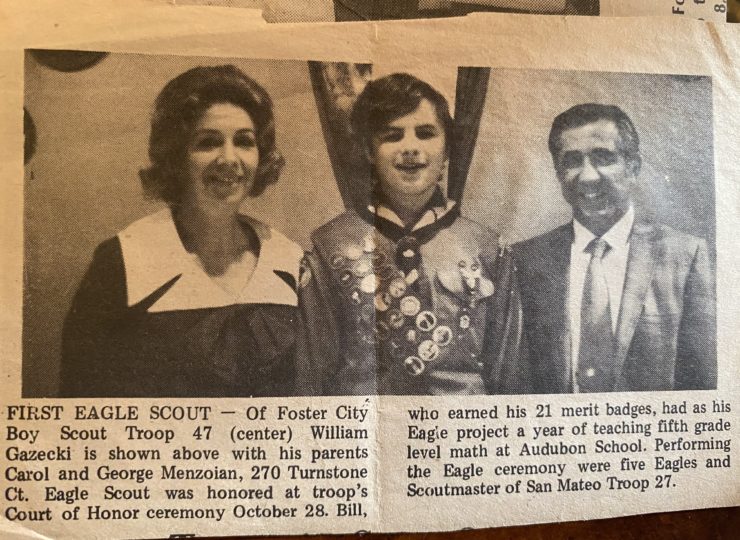 Fo
t
8.
FIRST EAGLE SCOUT — Of Foster City
Boy Scout Troop 47 (center) William
Gazecki is shown above with his parents
Carol and George Menzoian, 270 Turnstone
Ct. Eagle Scout was honored at troop's
Court of Honor ceremony October 28. Bill,
who earned his 21 merit badges, had as his
Eagle project a year of teaching fifth grade
level math at Audubon School. Performing
the Eagle ceremony were five Eagles and
Scoutmaster of San Mateo Troop 27.